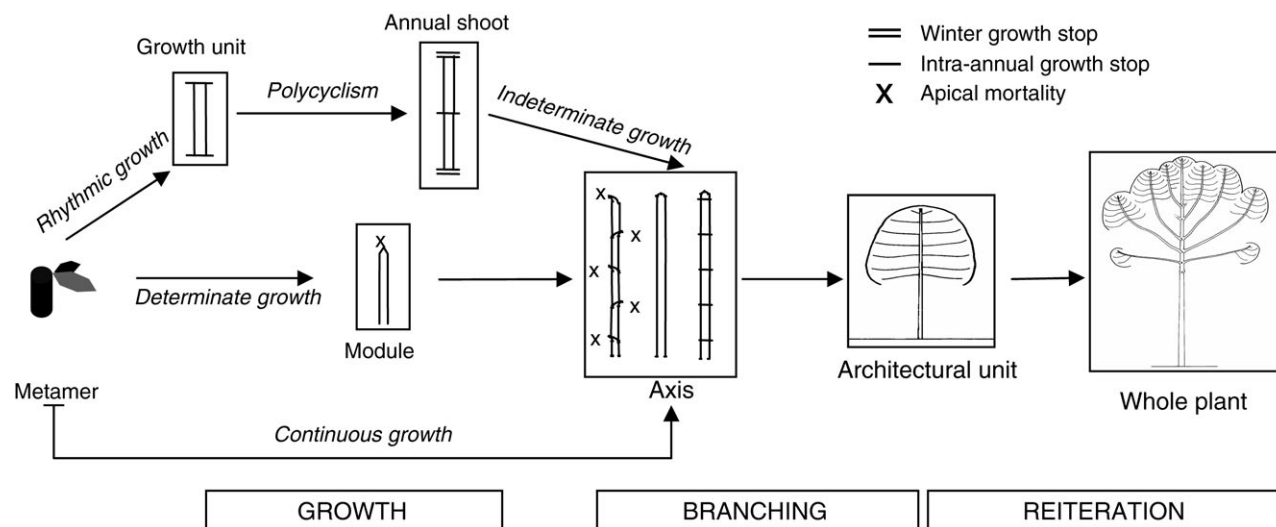 Annual shoot
Growth unit
Polycyclism
Indeterminate growth
Rhythmic growth
Winter growth stop
Intra-annual growth stop
X Apical mortality
X
X
X
X
X
X
Determinate growth
Module
Metamer
Axis
Architectural unit
Whole plant
Continuous growth
GROWTH
BRANCHING
REITERATION